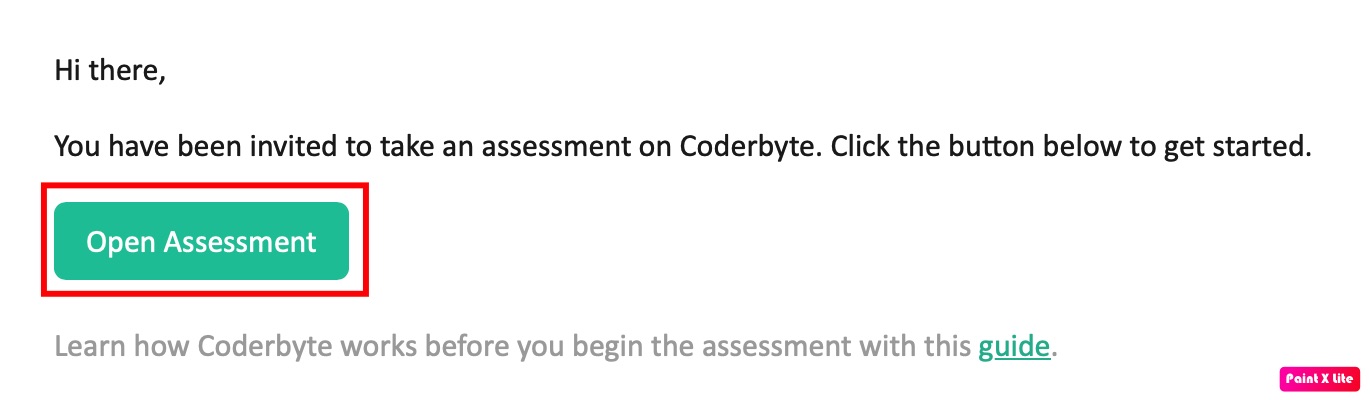 Hi there,
You have been invited to take an assessment on Coderbyte. Click the button below to get started.
Open Assessment
Learn how Coderbyte works before you begin the assessment with this guide.
Paint X Lite